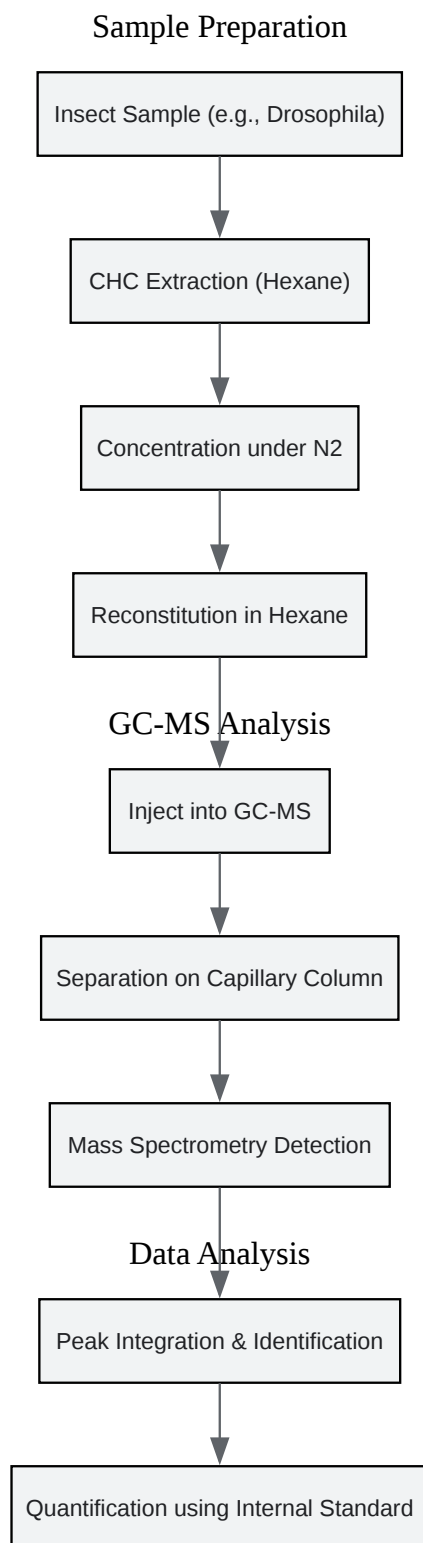 Sample Preparation
Insect Sample (e.g., Drosophila)
CHC Extraction (Hexane)
Concentration under N2
Reconstitution in Hexane
GC-MS Analysis
Inject into GC-MS
Separation on Capillary Column
Mass Spectrometry Detection
Data Analysis
Peak Integration & Identification
Quantification using Internal Standard